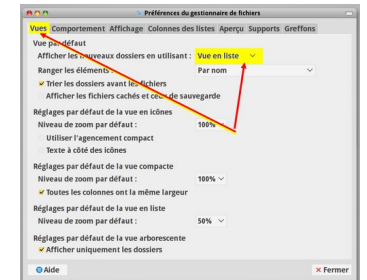 Préférences du gestionnaire de fichiers
Vues Comportement Affichage Colonnes des listes Aperçu Supports Greffons
Vue par défaut
Afficher les nouveaux dossiers en utilisant : Vue en liste
Ranger les éléments : Par nom
Trier les dossiers avant les fichiers
Afficher les fichiers cachés et ceux de sauvegarde
Réglages par défaut de la vue en icônes
Niveau de zoom par défaut : 100%
Utiliser l'agencement compact
Texte à côté des icônes
Réglages par défaut de la vue compacte
Niveau de zoom par défaut : 100%
Toutes les colonnes ont la même largeur
Réglages par défaut de la vue en liste
Niveau de zoom par défaut : 50%
Réglages par défaut de la vue arborescente
Afficher uniquement les dossiers
Aide
Fermer